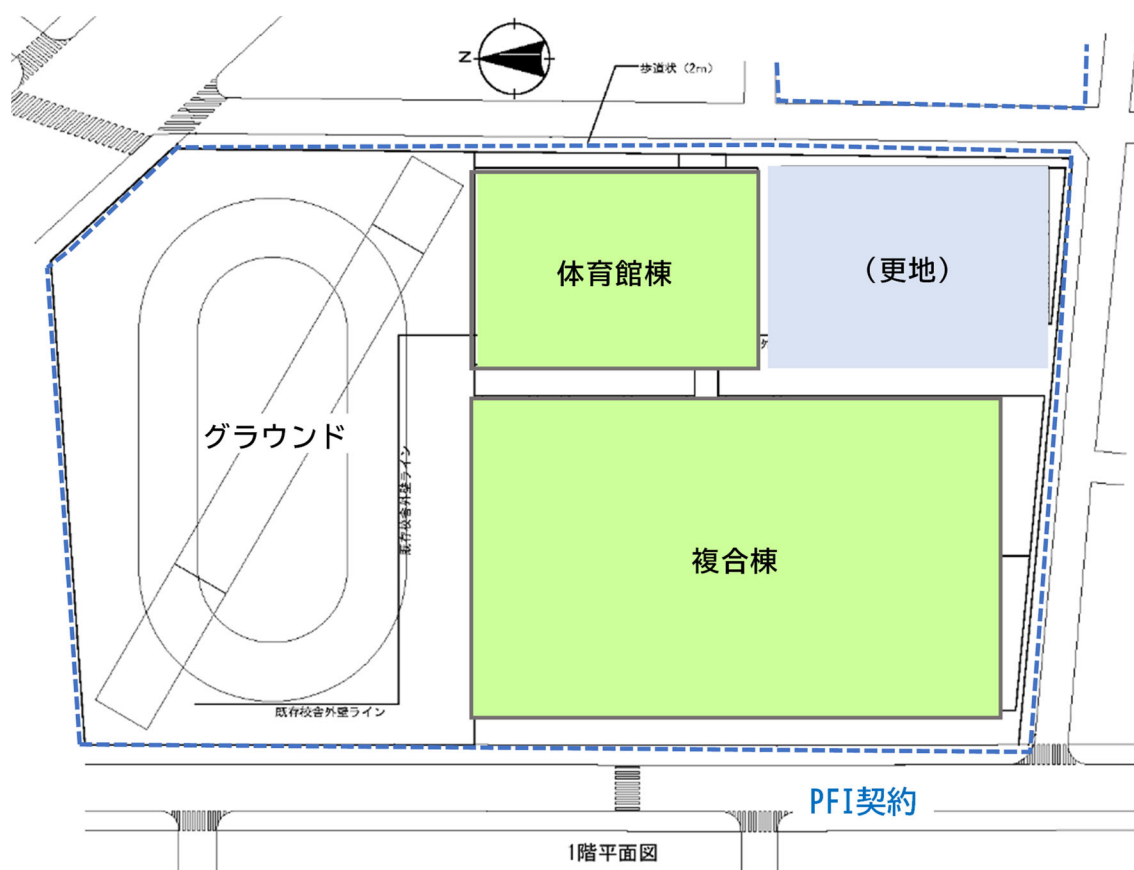 N
歩道状（2m）
体育館棟
（更地）
グラウンド
既存校舎外壁ライン
複合棟
既存校舎外壁ライン
PFI契約
1階平面図